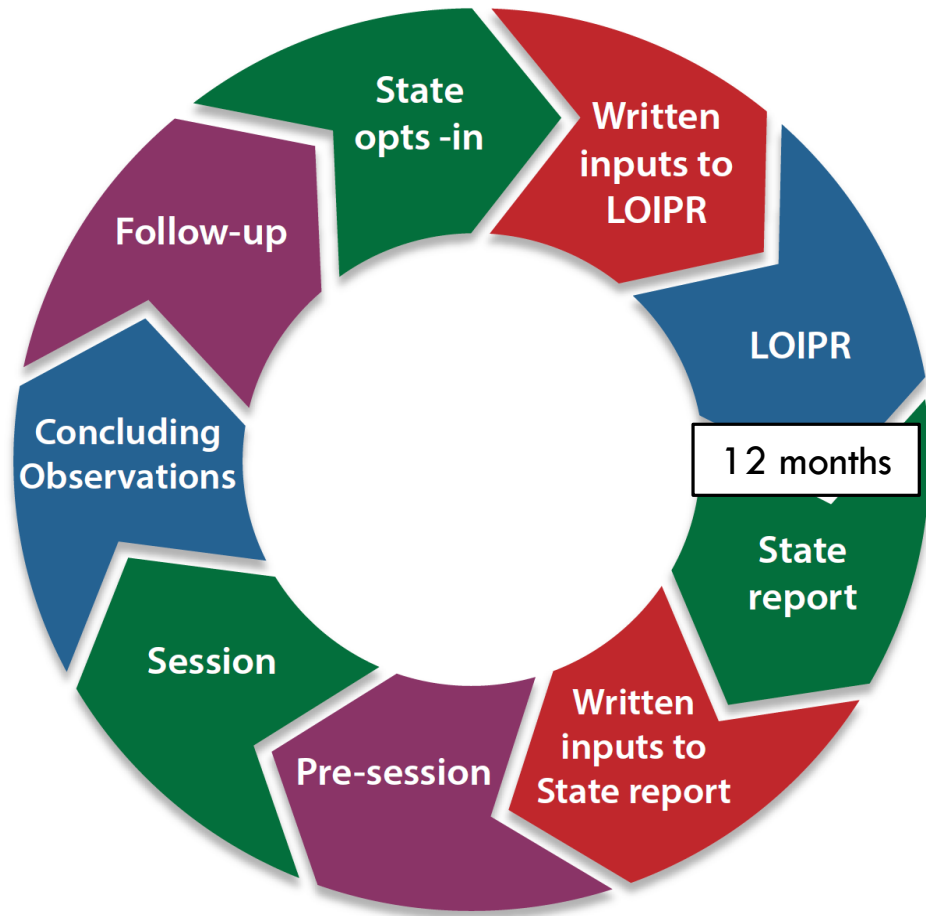 State
opts -in
Written
inputs to
LOIPR
LOIPR
12 months
State
report
Written
inputs to
State report
Pre-session
Session
Concluding
Observations
Follow-up